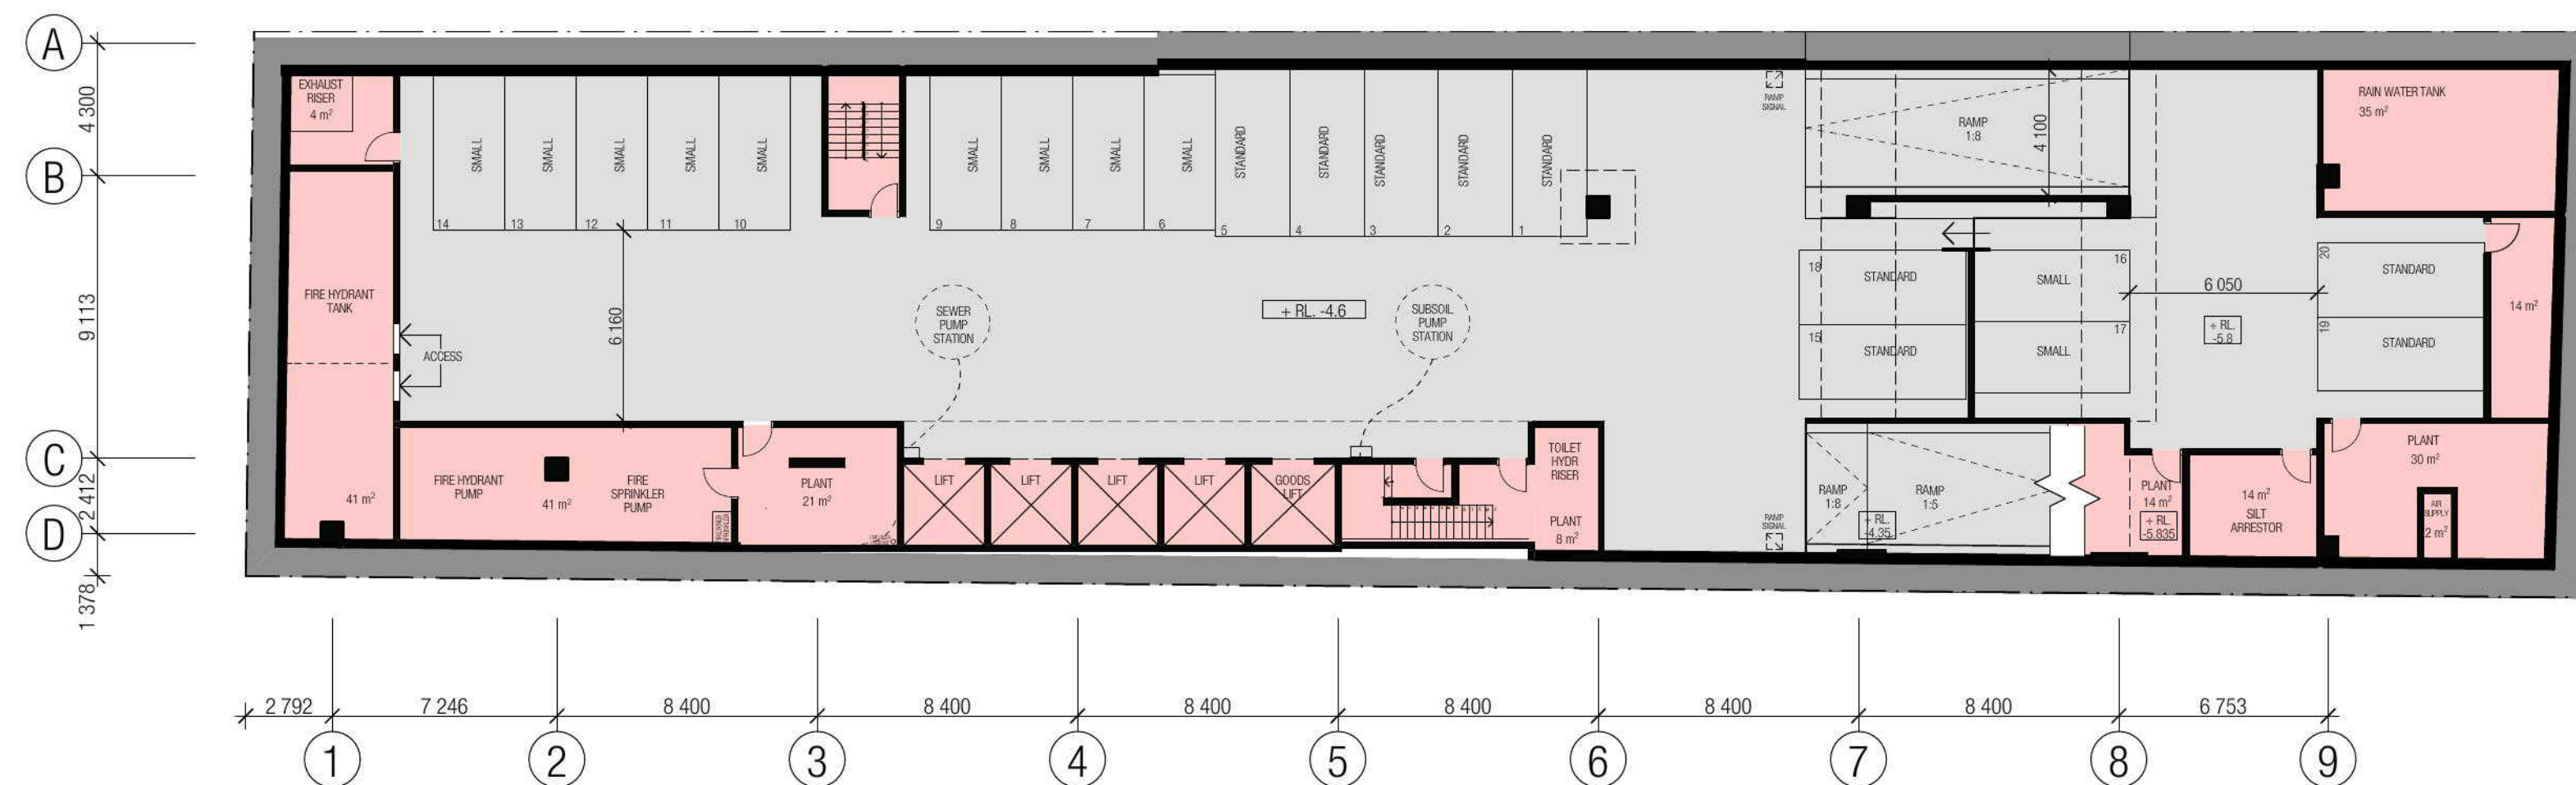 A
B
C
D
4 300
9 113
2 412
1 378
EXHAUST
RISER
4 m²
SMALL
SMALL
SMALL
SMALL
SMALL
14
13
12
11
10
SMALL
SMALL
SMALL
SMALL
STANDARD
STANDARD
STANDARD
STANDARD
STANDARD
9
8
7
6
5
4
3
2
1
RAMP
SIGNAL
RAMP
1:8
4 100
RAIN WATER TANK
35 m²
FIRE HYDRANT
TANK
41 m²
ACCESS
6 160
SEWER
PUMP
STATION
+ RL. -4.6
SUBSOIL
PUMP
STATION
18
STANDARD
15
STANDARD
16
SMALL
17
SMALL
6 050
+ RL.
-5.8
20
STANDARD
19
STANDARD
14 m²
FIRE HYDRANT
PUMP
41 m²
FIRE
SPRINKLER
PUMP
PLANT
21 m²
LIFT
LIFT
LIFT
LIFT
GOODS
LIFT
TOILET
HYDR
RISER
PLANT
8 m²
RAMP
SIGNAL
RAMP
1:8
+ RL.
-4.35
RAMP
1:5
PLANT
14 m²
+ RL.
-5.835
14 m²
SILT
ARRESTOR
PLANT
30 m²
AIR
SUPPLY
2 m²
2 792
7 246
8 400
8 400
8 400
8 400
8 400
8 400
6 753
1
2
3
4
5
6
7
8
9